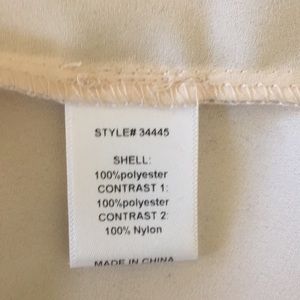 STYLE# 34445
SHELL:
100%polyester
CONTRAST 1:
100%polyester
CONTRAST 2:
100% Nylon
MADE IN CHINA